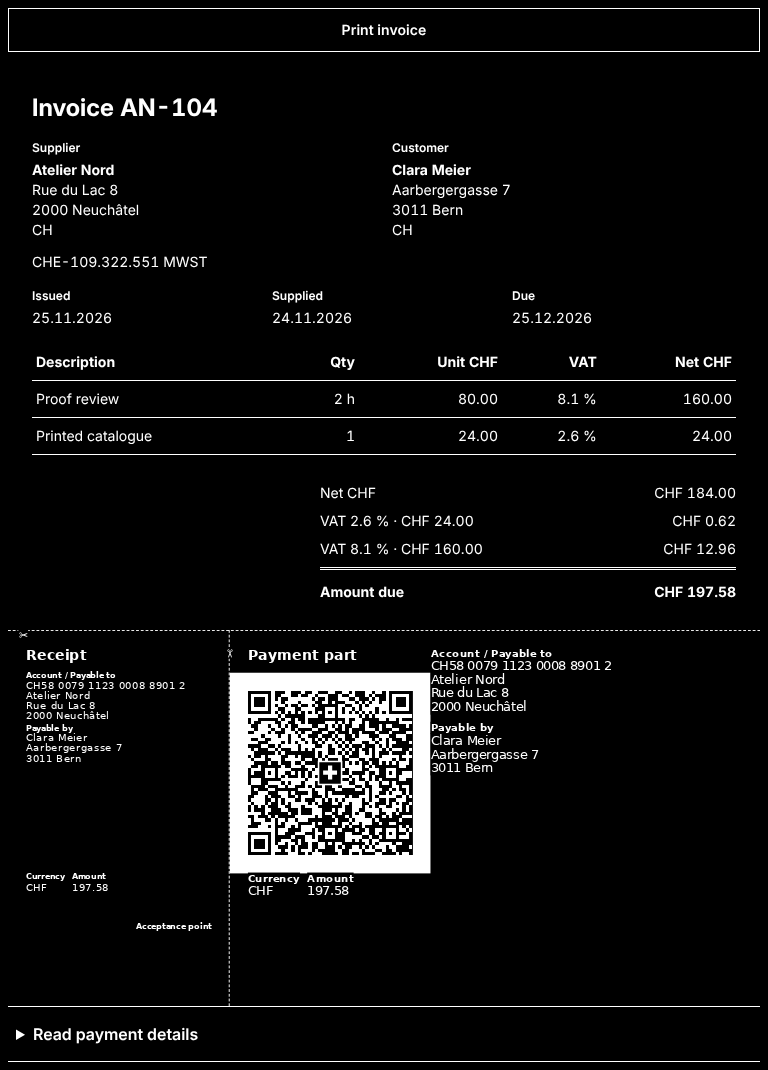 Print invoice
Invoice AN-104
Supplier
Atelier Nord
Rue du Lac 8
2000 Neuchâtel
CH
CHE-109.322.551 MWST
Customer
Clara Meier
Aarbergergasse 7
3011 Bern
CH
Issued
25.11.2026
Supplied
24.11.2026
Due
25.12.2026
Description Qty Unit CHF VAT Net CHF
Proof review 2 h 80.00 8.1 % 160.00
Printed catalogue 1 24.00 2.6 % 24.00
Net CHF CHF 184.00
VAT 2.6 % · CHF 24.00 CHF 0.62
VAT 8.1 % · CHF 160.00 CHF 12.96
Amount due CHF 197.58
Receipt
Account / Payable to
CH58 0079 1123 0008 8901 2
Atelier Nord
Rue du Lac 8
2000 Neuchâtel
Payable by
Clara Meier
Aarbergergasse 7
3011 Bern
Currency Amount
CHF 197.58
Acceptance point
Payment part
Currency Amount
CHF 197.58
Account / Payable to
CH58 0079 1123 0008 8901 2
Atelier Nord
Rue du Lac 8
2000 Neuchâtel
Payable by
Clara Meier
Aarbergergasse 7
3011 Bern
Read payment details